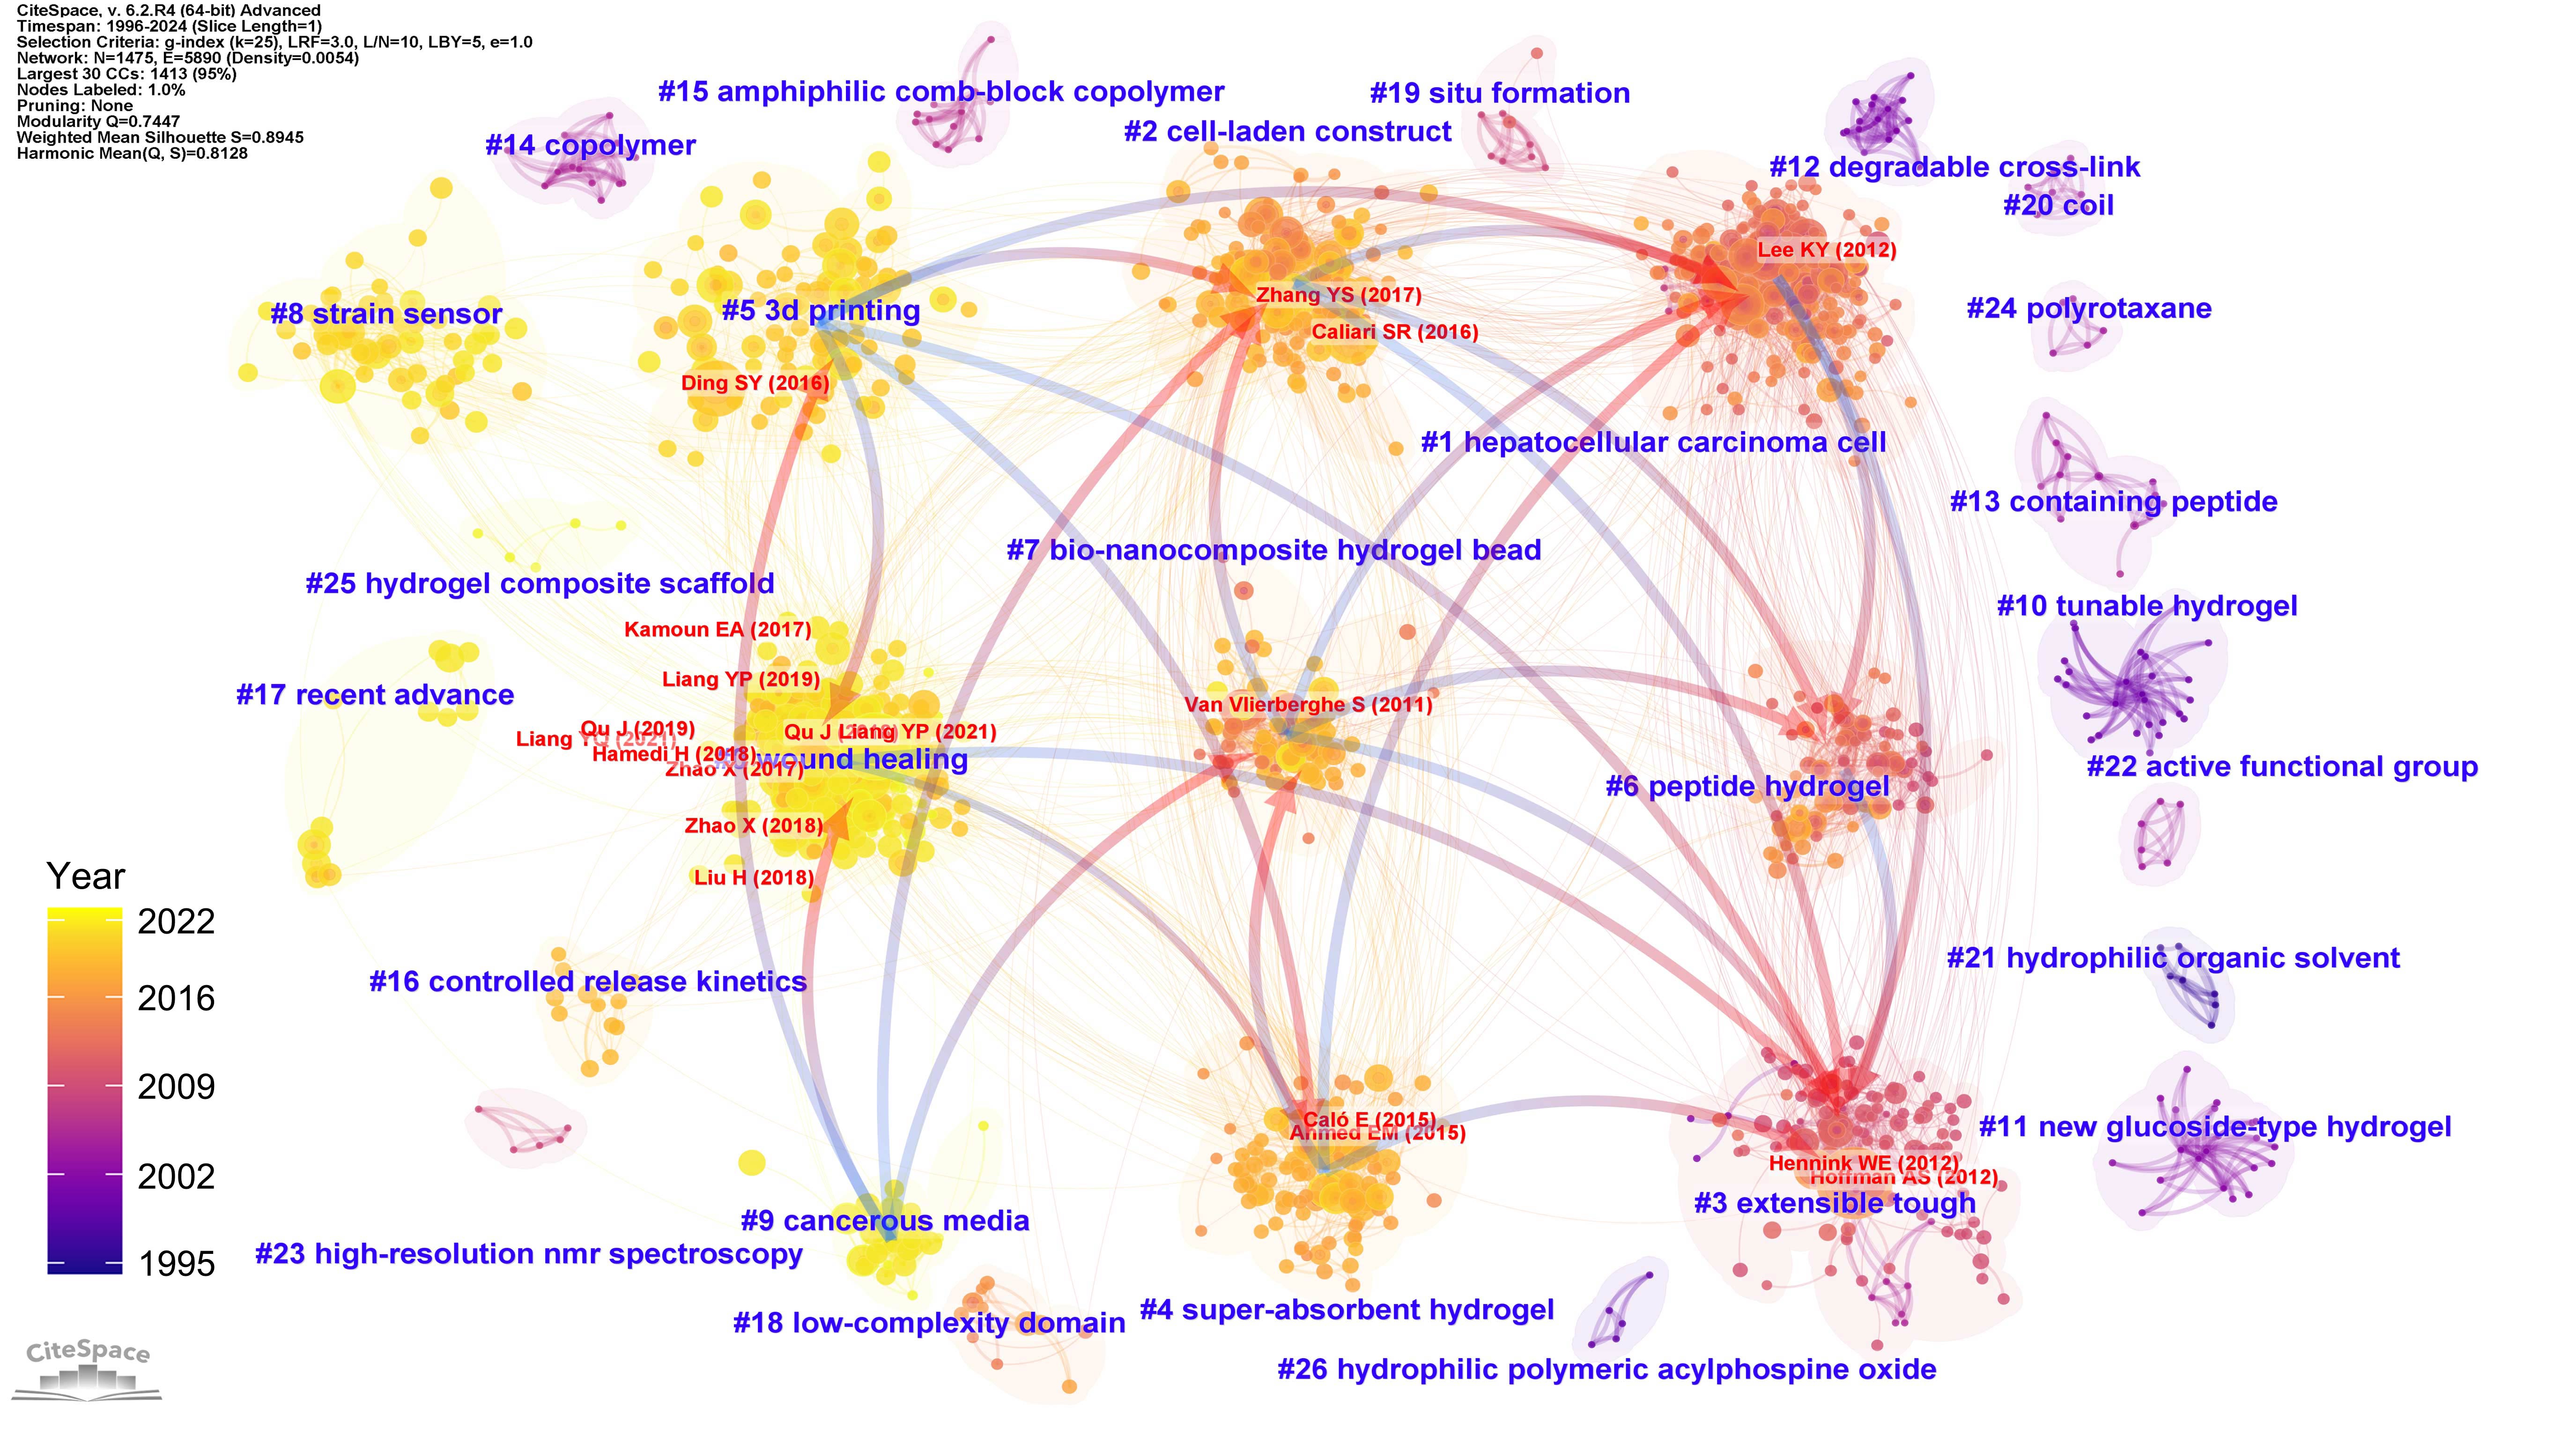 CiteSpace, v. 6.2.R4 (64-bit) Advanced
Timespan: 1996-2024 (Slice Length=1)
Selection Criteria: g-index (k=25), LRF=3.0, L/N=10, LBY=5, e=1.0
Network: N=1475, E=5890 (Density=0.0054)
Largest 30 CCs: 1413 (95%)
Nodes Labeled: 1.0%
Pruning: None
Modularity Q=0.7447
Weighted Mean Silhouette S=0.8945
Harmonic Mean(Q, S)=0.8128
#15 amphiphilic comb-block copolymer
#19 situ formation
#14 copolymer
#2 cell-laden construct
#12 degradable cross-link
#20 coil
Lee KY (2012)
#8 strain sensor
#5 3d printing
Zhang YS (2017)
#24 polyrotaxane
Caliari SR (2016)
Ding SY (2016)
#1 hepatocellular carcinoma cell
#13 containing peptide
#7 bio-nanocomposite hydrogel bead
#25 hydrogel composite scaffold
#10 tunable hydrogel
Kamoun EA (2017)
Liang YP (2019)
#17 recent advance
Van Vlierberghe S (2011)
Qu J (2019)
Qu J
Liang YP (2021)
Liang
(2021)
Hamedi H (2018)
wound healing
Zhao X (2017)
#22 active functional group
#6 peptide hydrogel
Zhao X (2018)
Liu H (2018)
Year
2022
2016
2009
2002
1995
#21 hydrophilic organic solvent
#16 controlled release kinetics
Caló E (2015)
Ahmed EM (2015)
#11 new glucoside-type hydrogel
Hennink WE (2012)
Hoffman AS (2012)
#3 extensible tough
#9 cancerous media
#23 high-resolution nmr spectroscopy
#4 super-absorbent hydrogel
#18 low-complexity domain
#26 hydrophilic polymeric acylphospine oxide
CiteSpace